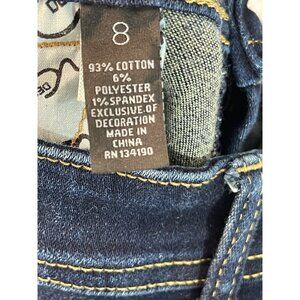 8
93% COTTON
6%
POLYESTER
1% SPANDEX
EXCLUSIVE OF
DECORATION
MADE IN
CHINA
RN 134190